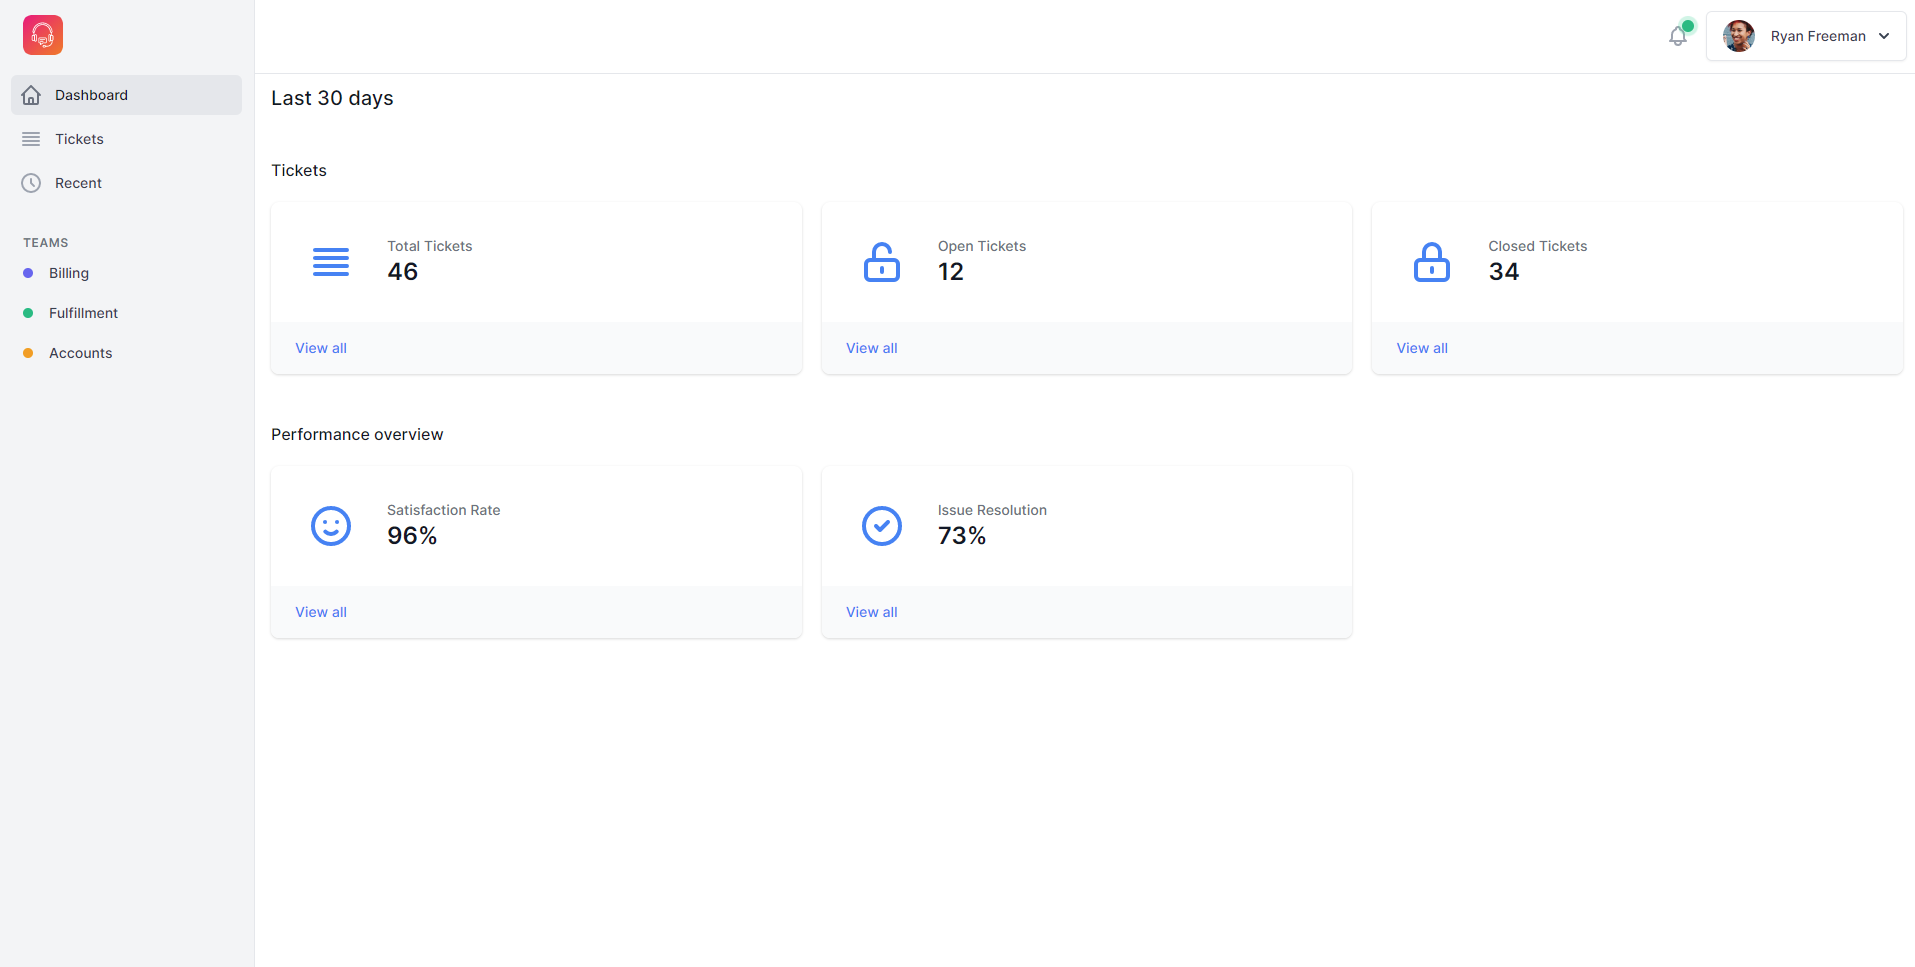 Dashboard
Tickets
Recent
TEAMS
Billing
Fulfillment
Accounts
Ryan Freeman
Last 30 days
Tickets
Total Tickets
46
View all
Open Tickets
12
View all
Closed Tickets
34
View all
Performance overview
Satisfaction Rate
96%
View all
Issue Resolution
73%
View all